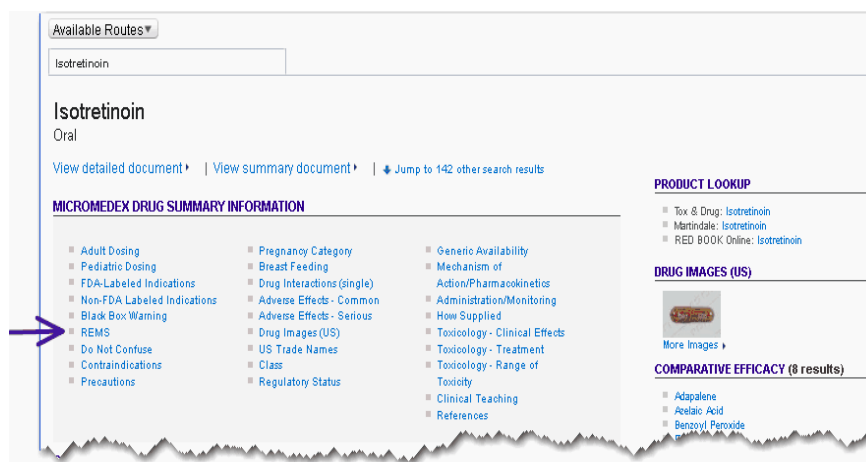 Available Routes▼
Isotretinoin
Isotretinoin
Oral
View detailed document | View summary document | Jump to 142 other search results
MICROMEDEX DRUG SUMMARY INFORMATION
Adult Dosing
Pediatric Dosing
FDA-Labeled Indications
Non-FDA Labeled Indications
Black Box Warning
REMS
Do Not Confuse
Contraindications
Precautions
Pregnancy Category
Breast Feeding
Drug Interactions (single)
Adverse Effects - Common
Adverse Effects - Serious
Drug Images (US)
US Trade Names
Class
Regulatory Status
Generic Availability
Mechanism of
Action/Pharmacokinetics
Administration/Monitoring
How Supplied
Toxicology - Clinical Effects
Toxicology - Treatment
Toxicology - Range of
Toxicity
Clinical Teaching
References
PRODUCT LOOKUP
Tox & Drug: Isotretinoin
Martindale: Isotretinoin
RED BOOK Online: Isotretinoin
DRUG IMAGES (US)
More Images
COMPARATIVE EFFICACY (8 results)
Adapalene
Azelaic Acid
Benzoyl Peroxide